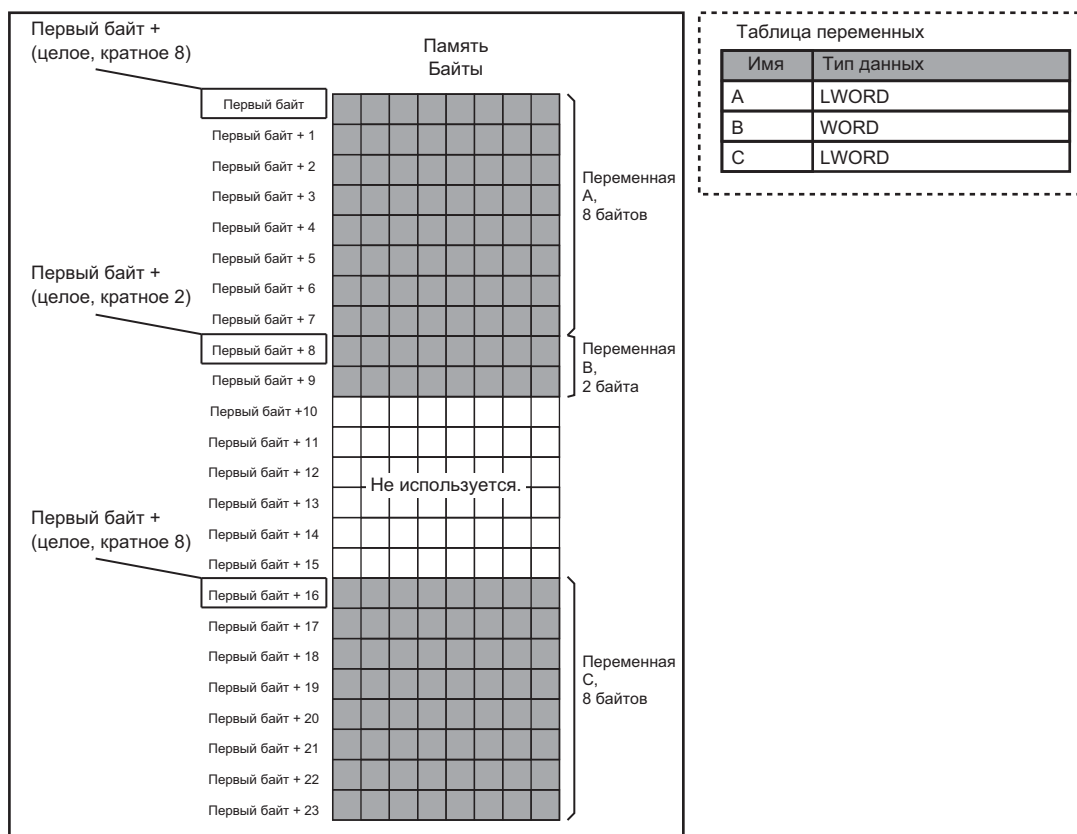 Первый байт +
(целое, кратное 8)
Память
Байты
Первый байт
Первый байт + 1
Первый байт + 2
Первый байт + 3
Первый байт + 4
Первый байт + 5
Первый байт + 6
Первый байт + 7
Переменная
A,
8 байтов
Первый байт +
(целое, кратное 2)
Первый байт + 8
Первый байт + 9
Переменная
B,
2 байта
Первый байт +10
Первый байт + 11
Первый байт + 12
Первый байт + 13
Первый байт + 14
Первый байт + 15
Не используется.
Первый байт +
(целое, кратное 8)
Первый байт + 16
Первый байт + 17
Первый байт + 18
Первый байт + 19
Первый байт + 20
Первый байт + 21
Первый байт + 22
Первый байт + 23
Переменная
C,
8 байтов
Таблица переменных
Имя Тип данных
A LWORD
B WORD
C LWORD